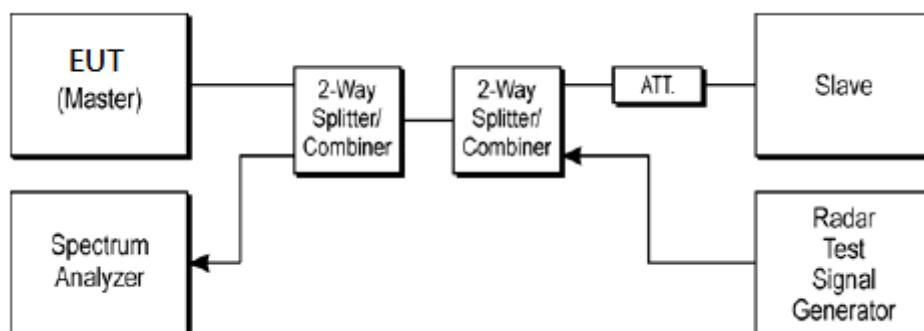 EUT
(Master)
2-Way
Splitter/
Combiner
2-Way
Splitter/
Combiner
ATT.
Slave
Spectrum
Analyzer
Radar
Test
Signal
Generator